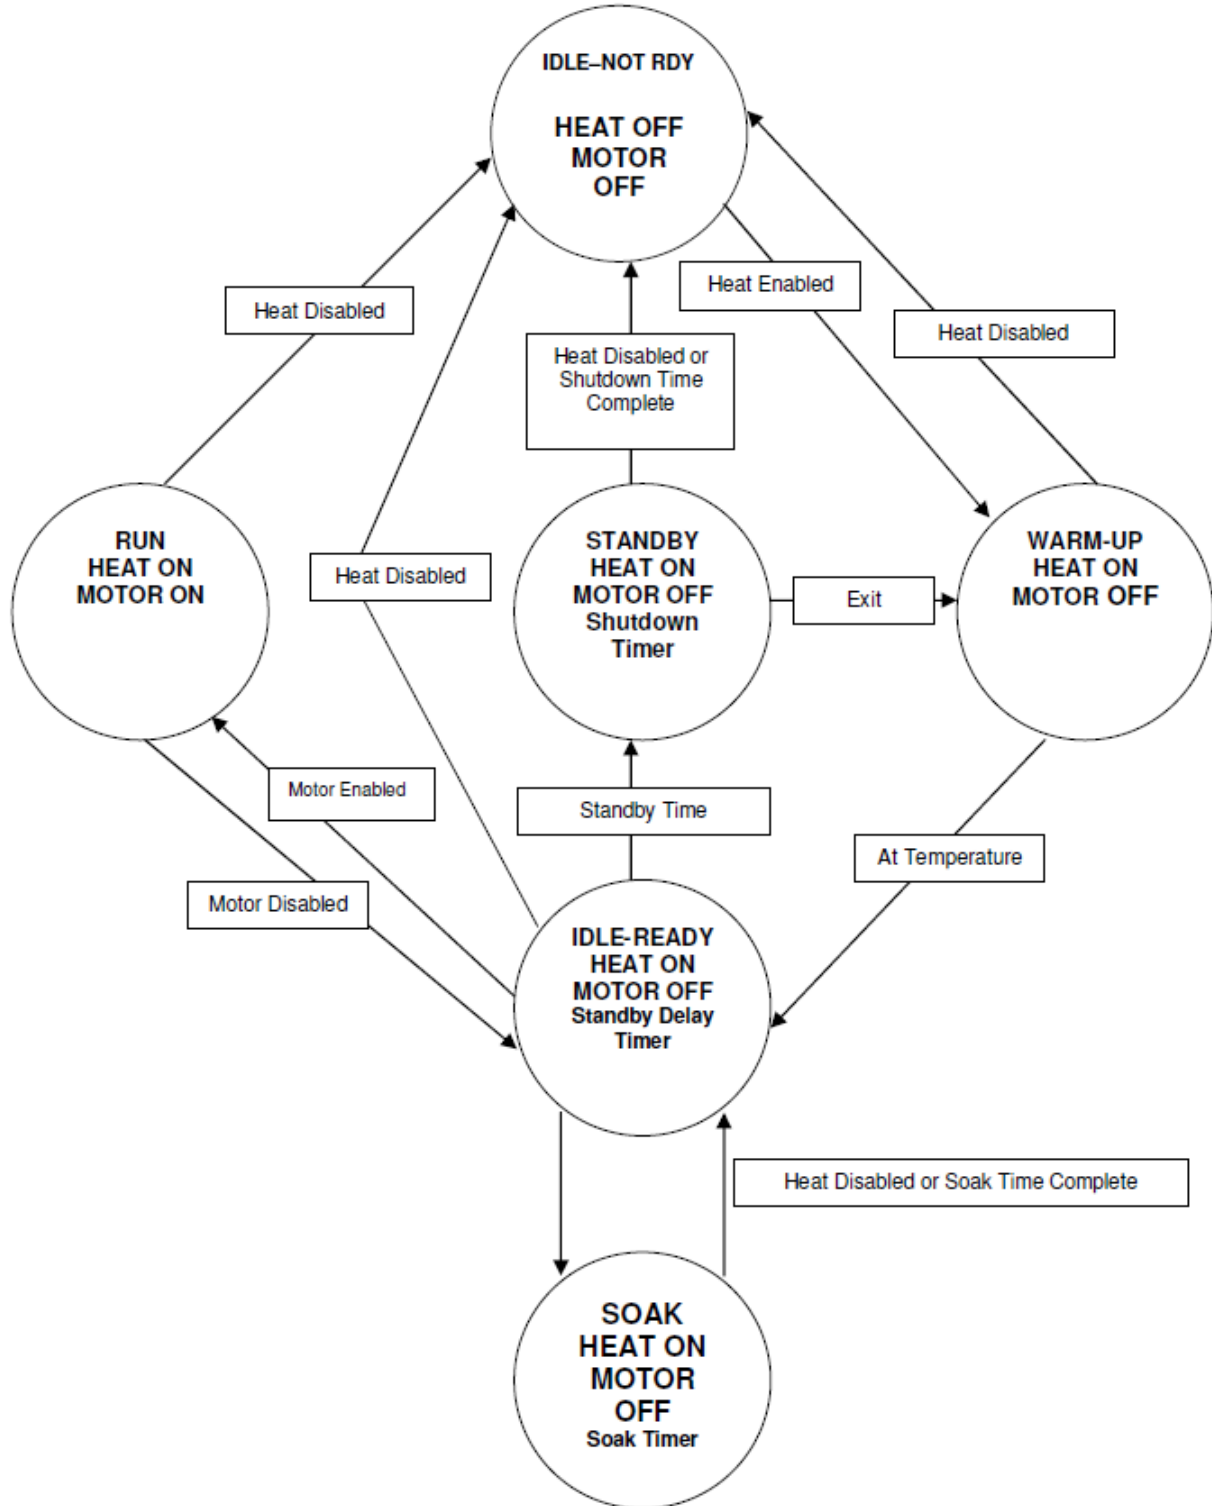 IDLE–NOT RDY
HEAT OFF
MOTOR
OFF
Heat Enabled
Heat Disabled
Heat Disabled
Heat Disabled or
Shutdown Time
Complete
Heat Disabled
RUN
HEAT ON
MOTOR ON
STANDBY
HEAT ON
MOTOR OFF
Shutdown
Timer
Exit
WARM-UP
HEAT ON
MOTOR OFF
Motor Enabled
Standby Time
At Temperature
Motor Disabled
IDLE-READY
HEAT ON
MOTOR OFF
Standby Delay
Timer
Heat Disabled or Soak Time Complete
SOAK
HEAT ON
MOTOR
OFF
Soak Timer